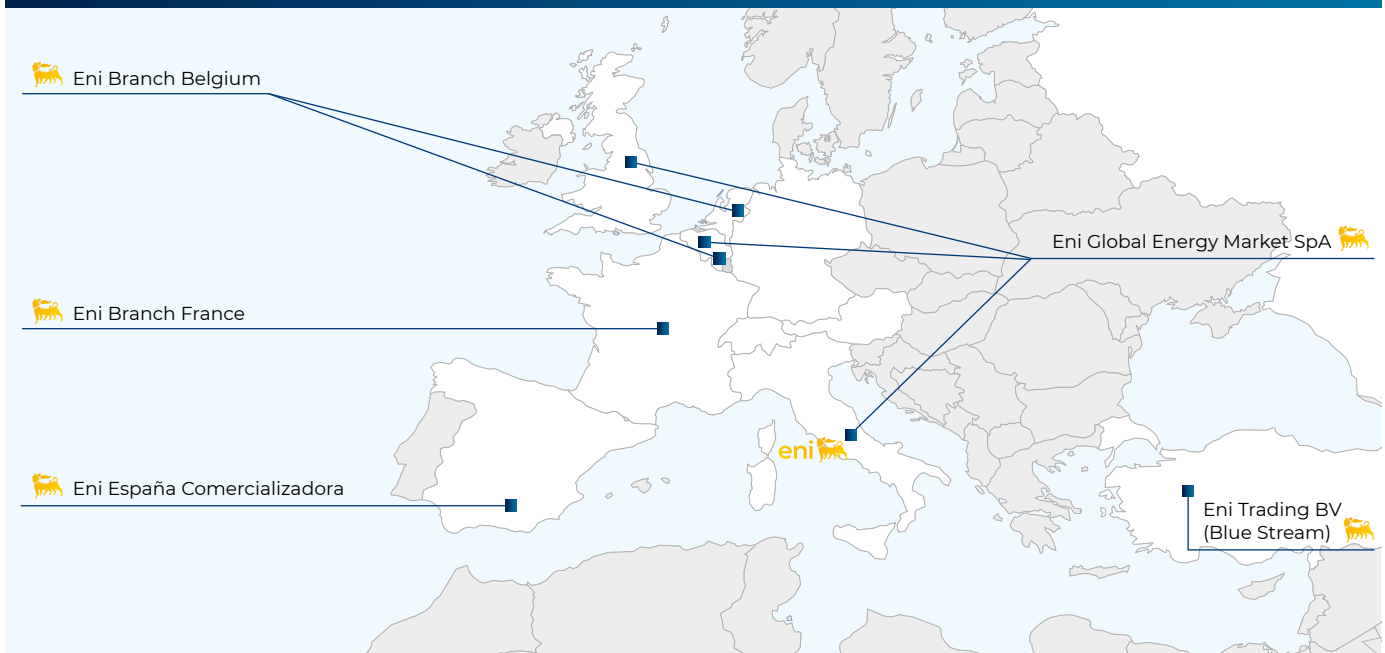 Eni Branch Belgium
Eni Global Energy Market SpA
Eni Branch France
eni
Eni España Comercializadora
Eni Trading BV
(Blue Stream)